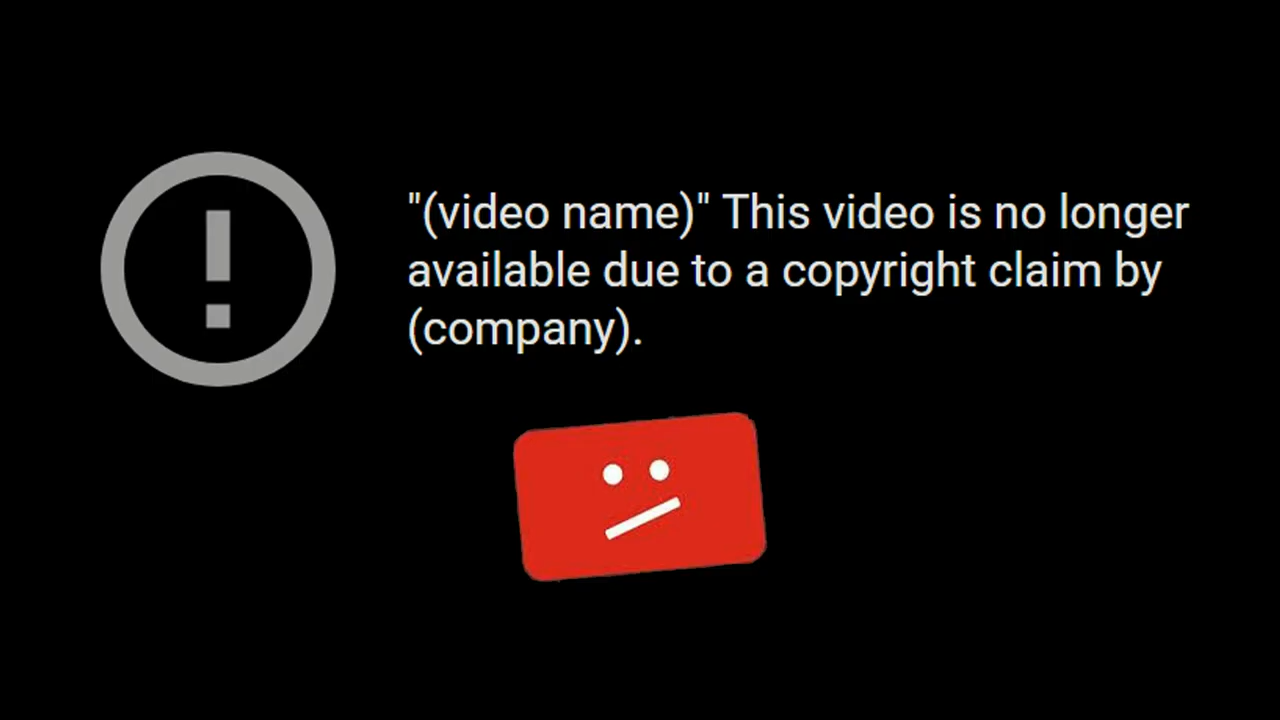 "(video name)" This video is no longer
available due to a copyright claim by
(company).